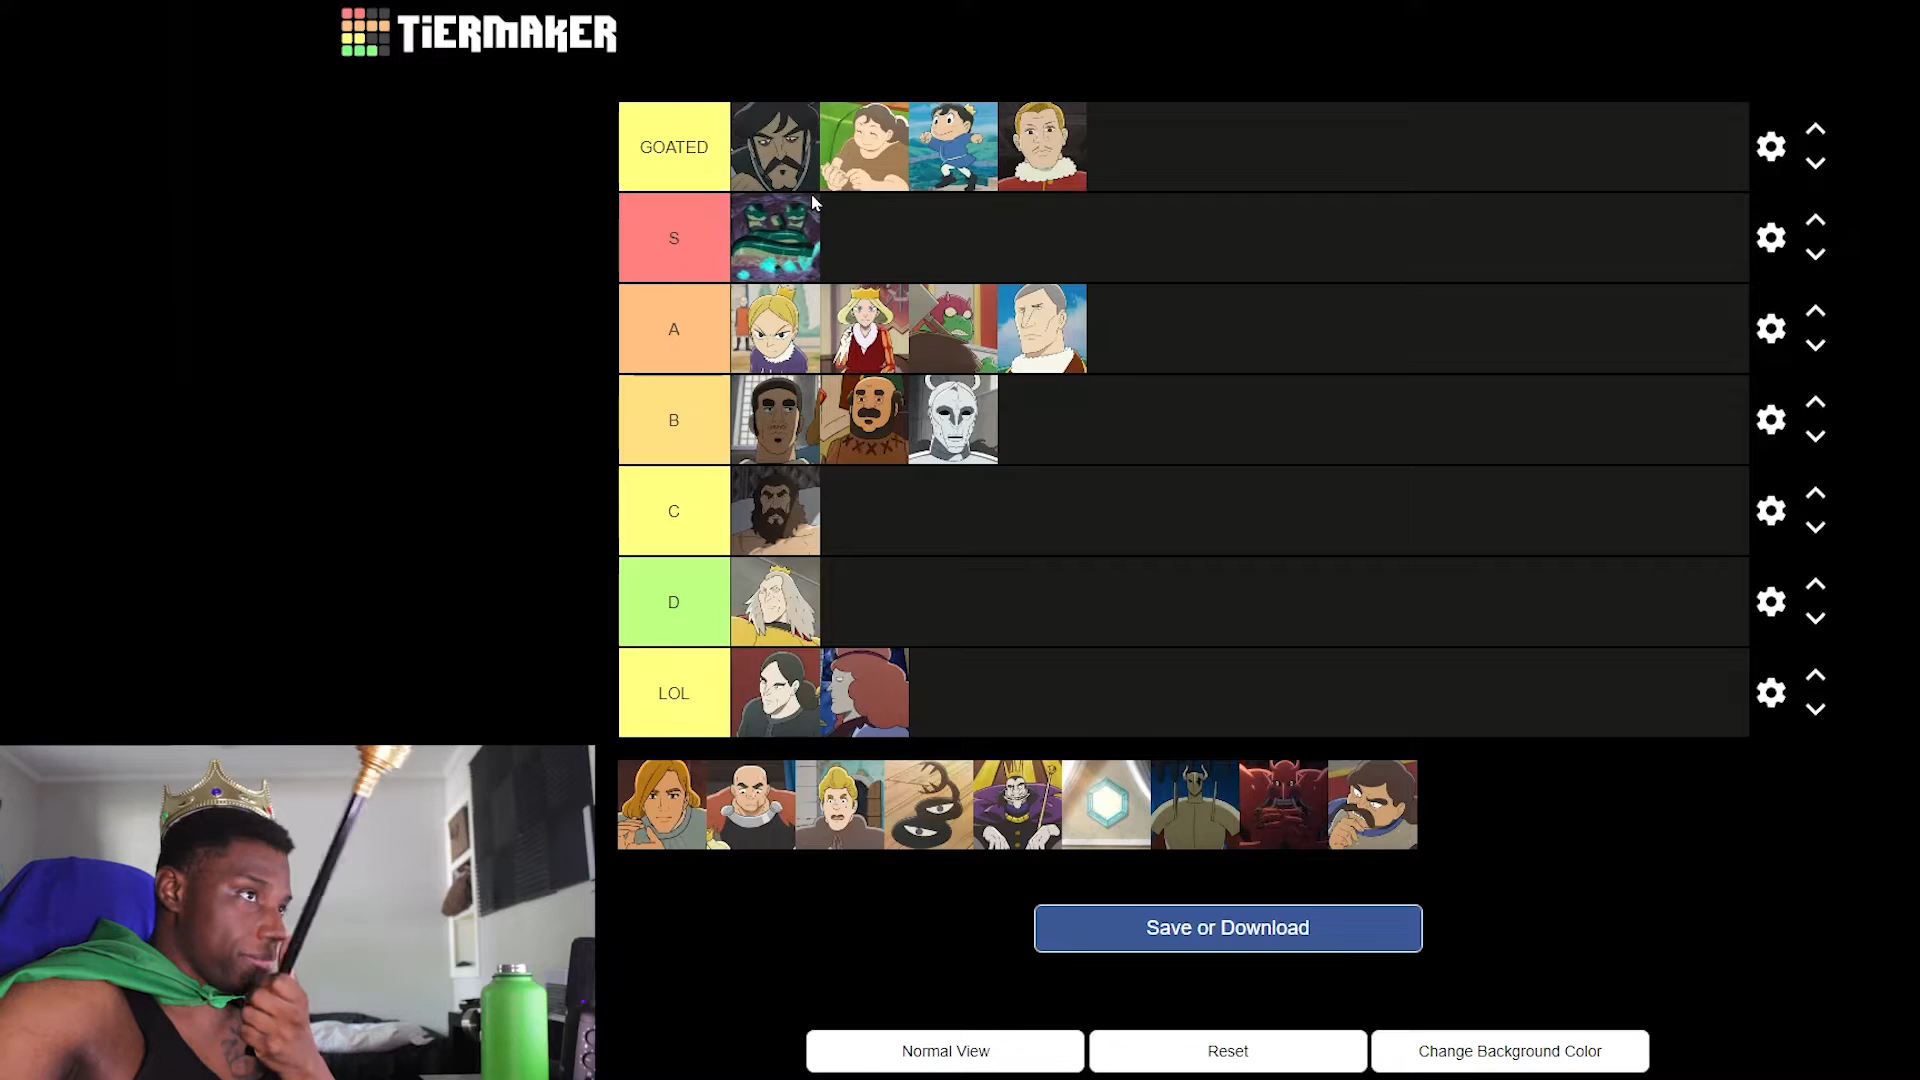 TiERMAKER
GOATED
S
A
B
C
D
LOL
Save or Download
Normal View
Reset
Change Background Color